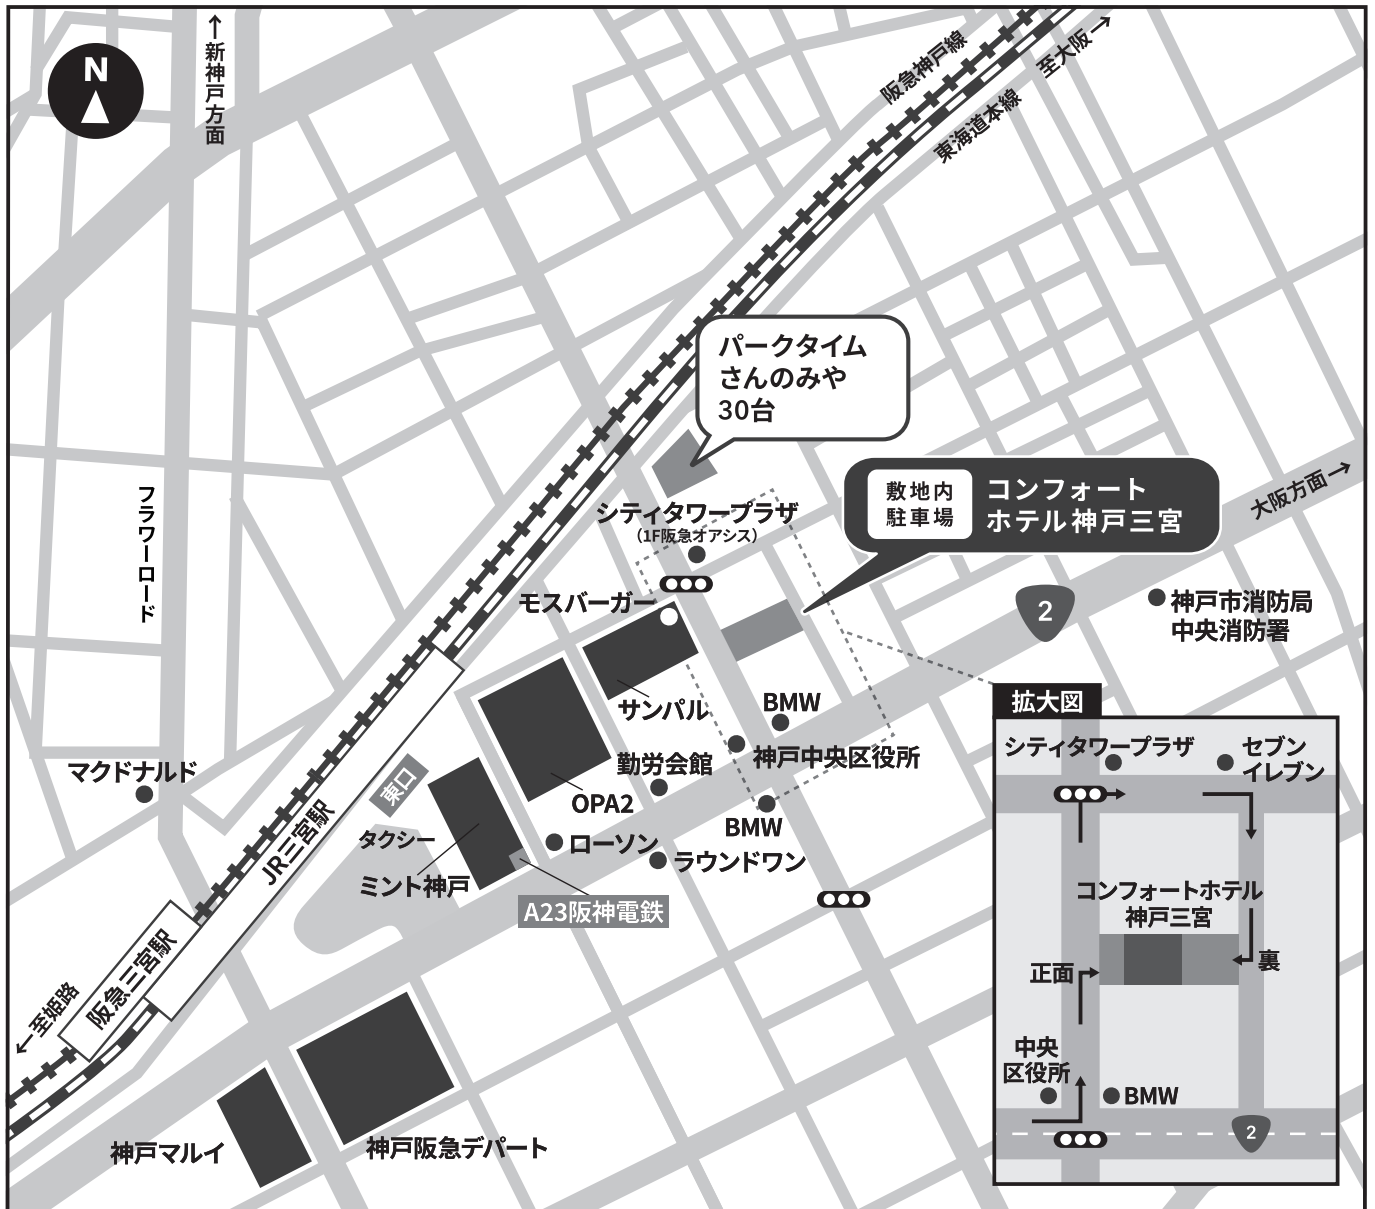 N
↑新神戸方面
阪急神戸線
至大阪→
東海道本線
パークタイム
さんのみや
30台
敷地内
駐車場
コンフォート
ホテル神戸三宮
大阪方面→
フラワーロード
シティタワープラザ
（1F阪急オアシス）
モスバーガー
2
神戸市消防局
中央消防署
サンパル
BMW
神戸中央区役所
勤労会館
OPA2
BMW
マクドナルド
東口
JR三宮駅
タクシー
ミント神戸
ローソン
ラウンドワン
A23阪神電鉄
阪急三宮駅
←至姫路
神戸マルイ
神戸阪急デパート
拡大図
シティタワープラザ
セブン
イレブン
コンフォートホテル
神戸三宮
正面
裏
中央
区役所
BMW
2